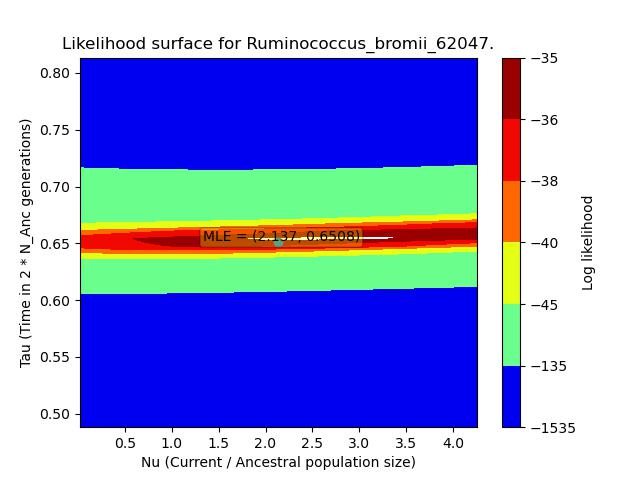 Likelihood surface for Ruminococcus_bromii_62047.
Tau (Time in 2 * N_Anc generations)
0.80
0.75
0.70
0.65
0.60
0.55
0.50
MLE = (2.137, 0.6508)
0.5 1.0 1.5 2.0 2.5 3.0 3.5 4.0
Nu (Current / Ancestral population size)
−35
−36
−38
−40
−45
−135
−1535
Log likelihood